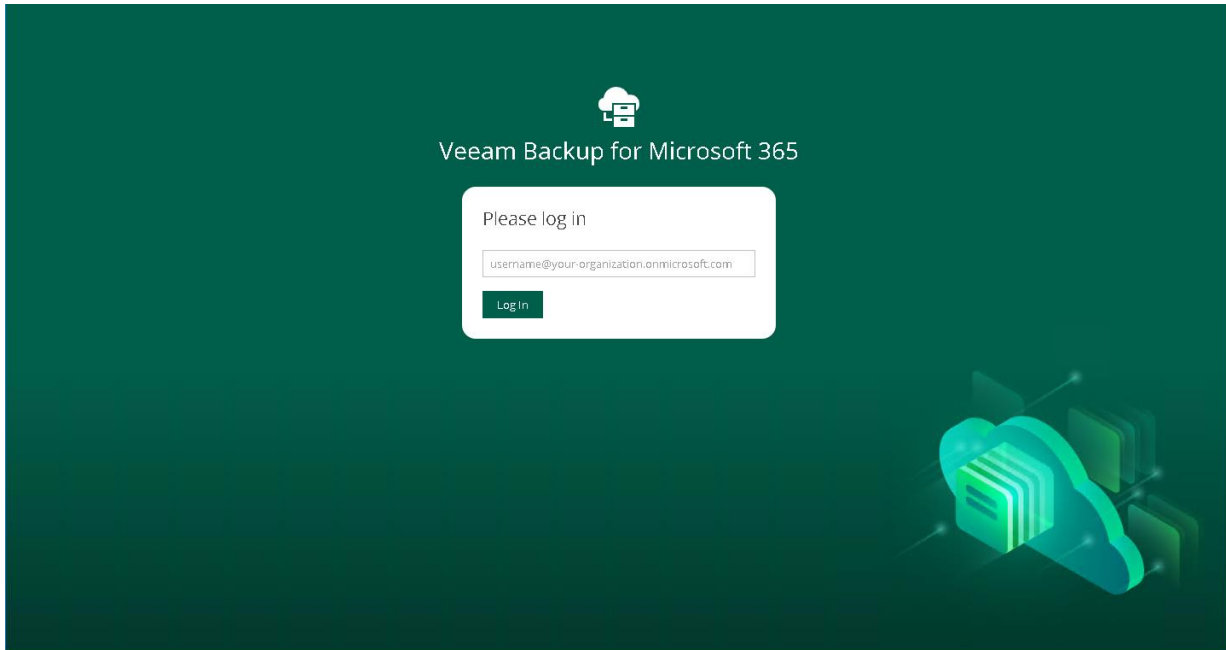 Veeam Backup for Microsoft 365
Please log in
username@your-organization.onmicrosoft.com
Log In